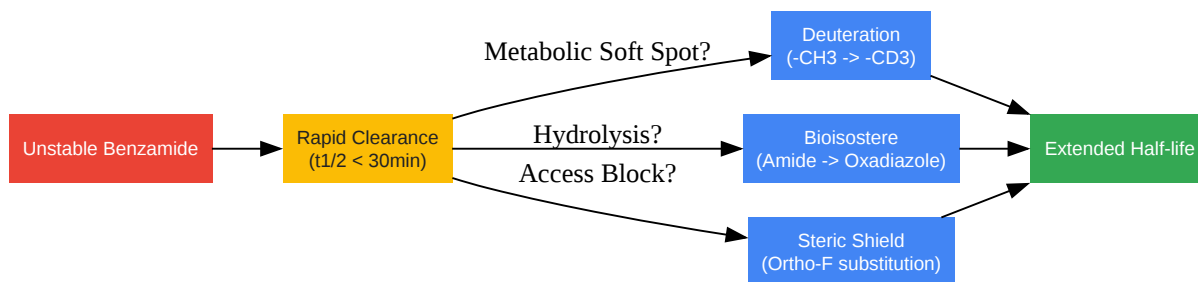 Unstable Benzamide
Rapid Clearance
(t1/2 < 30min)
Metabolic Soft Spot?
Hydrolysis?
Access Block?
Deuteration
(-CH3 -> -CD3)
Bioisostere
(Amide -> Oxadiazole)
Steric Shield
(Ortho-F substitution)
Extended Half-life